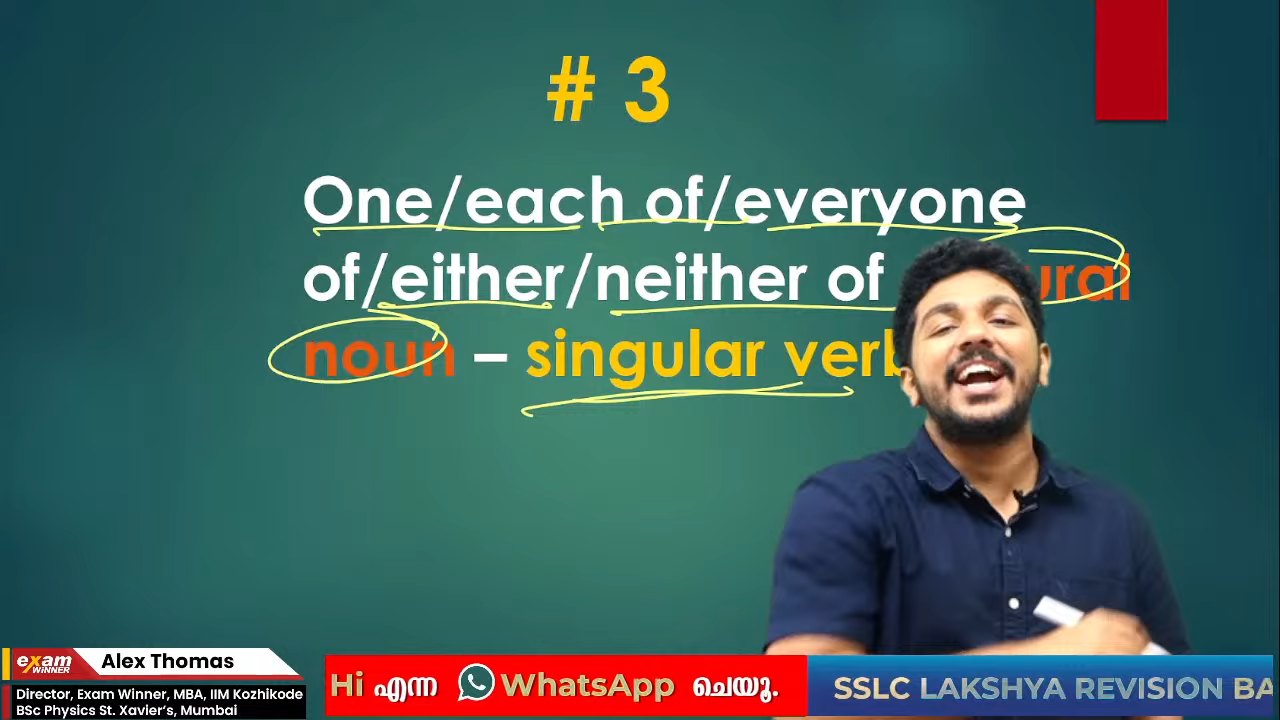 # 3
One/each of/everyone
of/either/neither of
noun – singular verb
exam
WINNER
Alex Thomas
Director, Exam Winner, MBA, IIM Kozhikode
BSc Physics St. Xavier's, Mumbai
Hi എന്ന WhatsApp ചെയൂ.
SSLC LAKSHYA REVISION BA